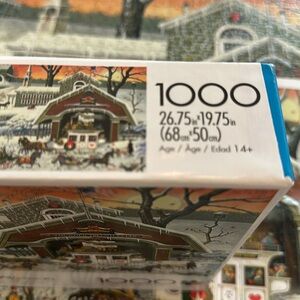 1000
26.75in×19.75in
(68cm×50cm)
Age / Âge / Edad 14+